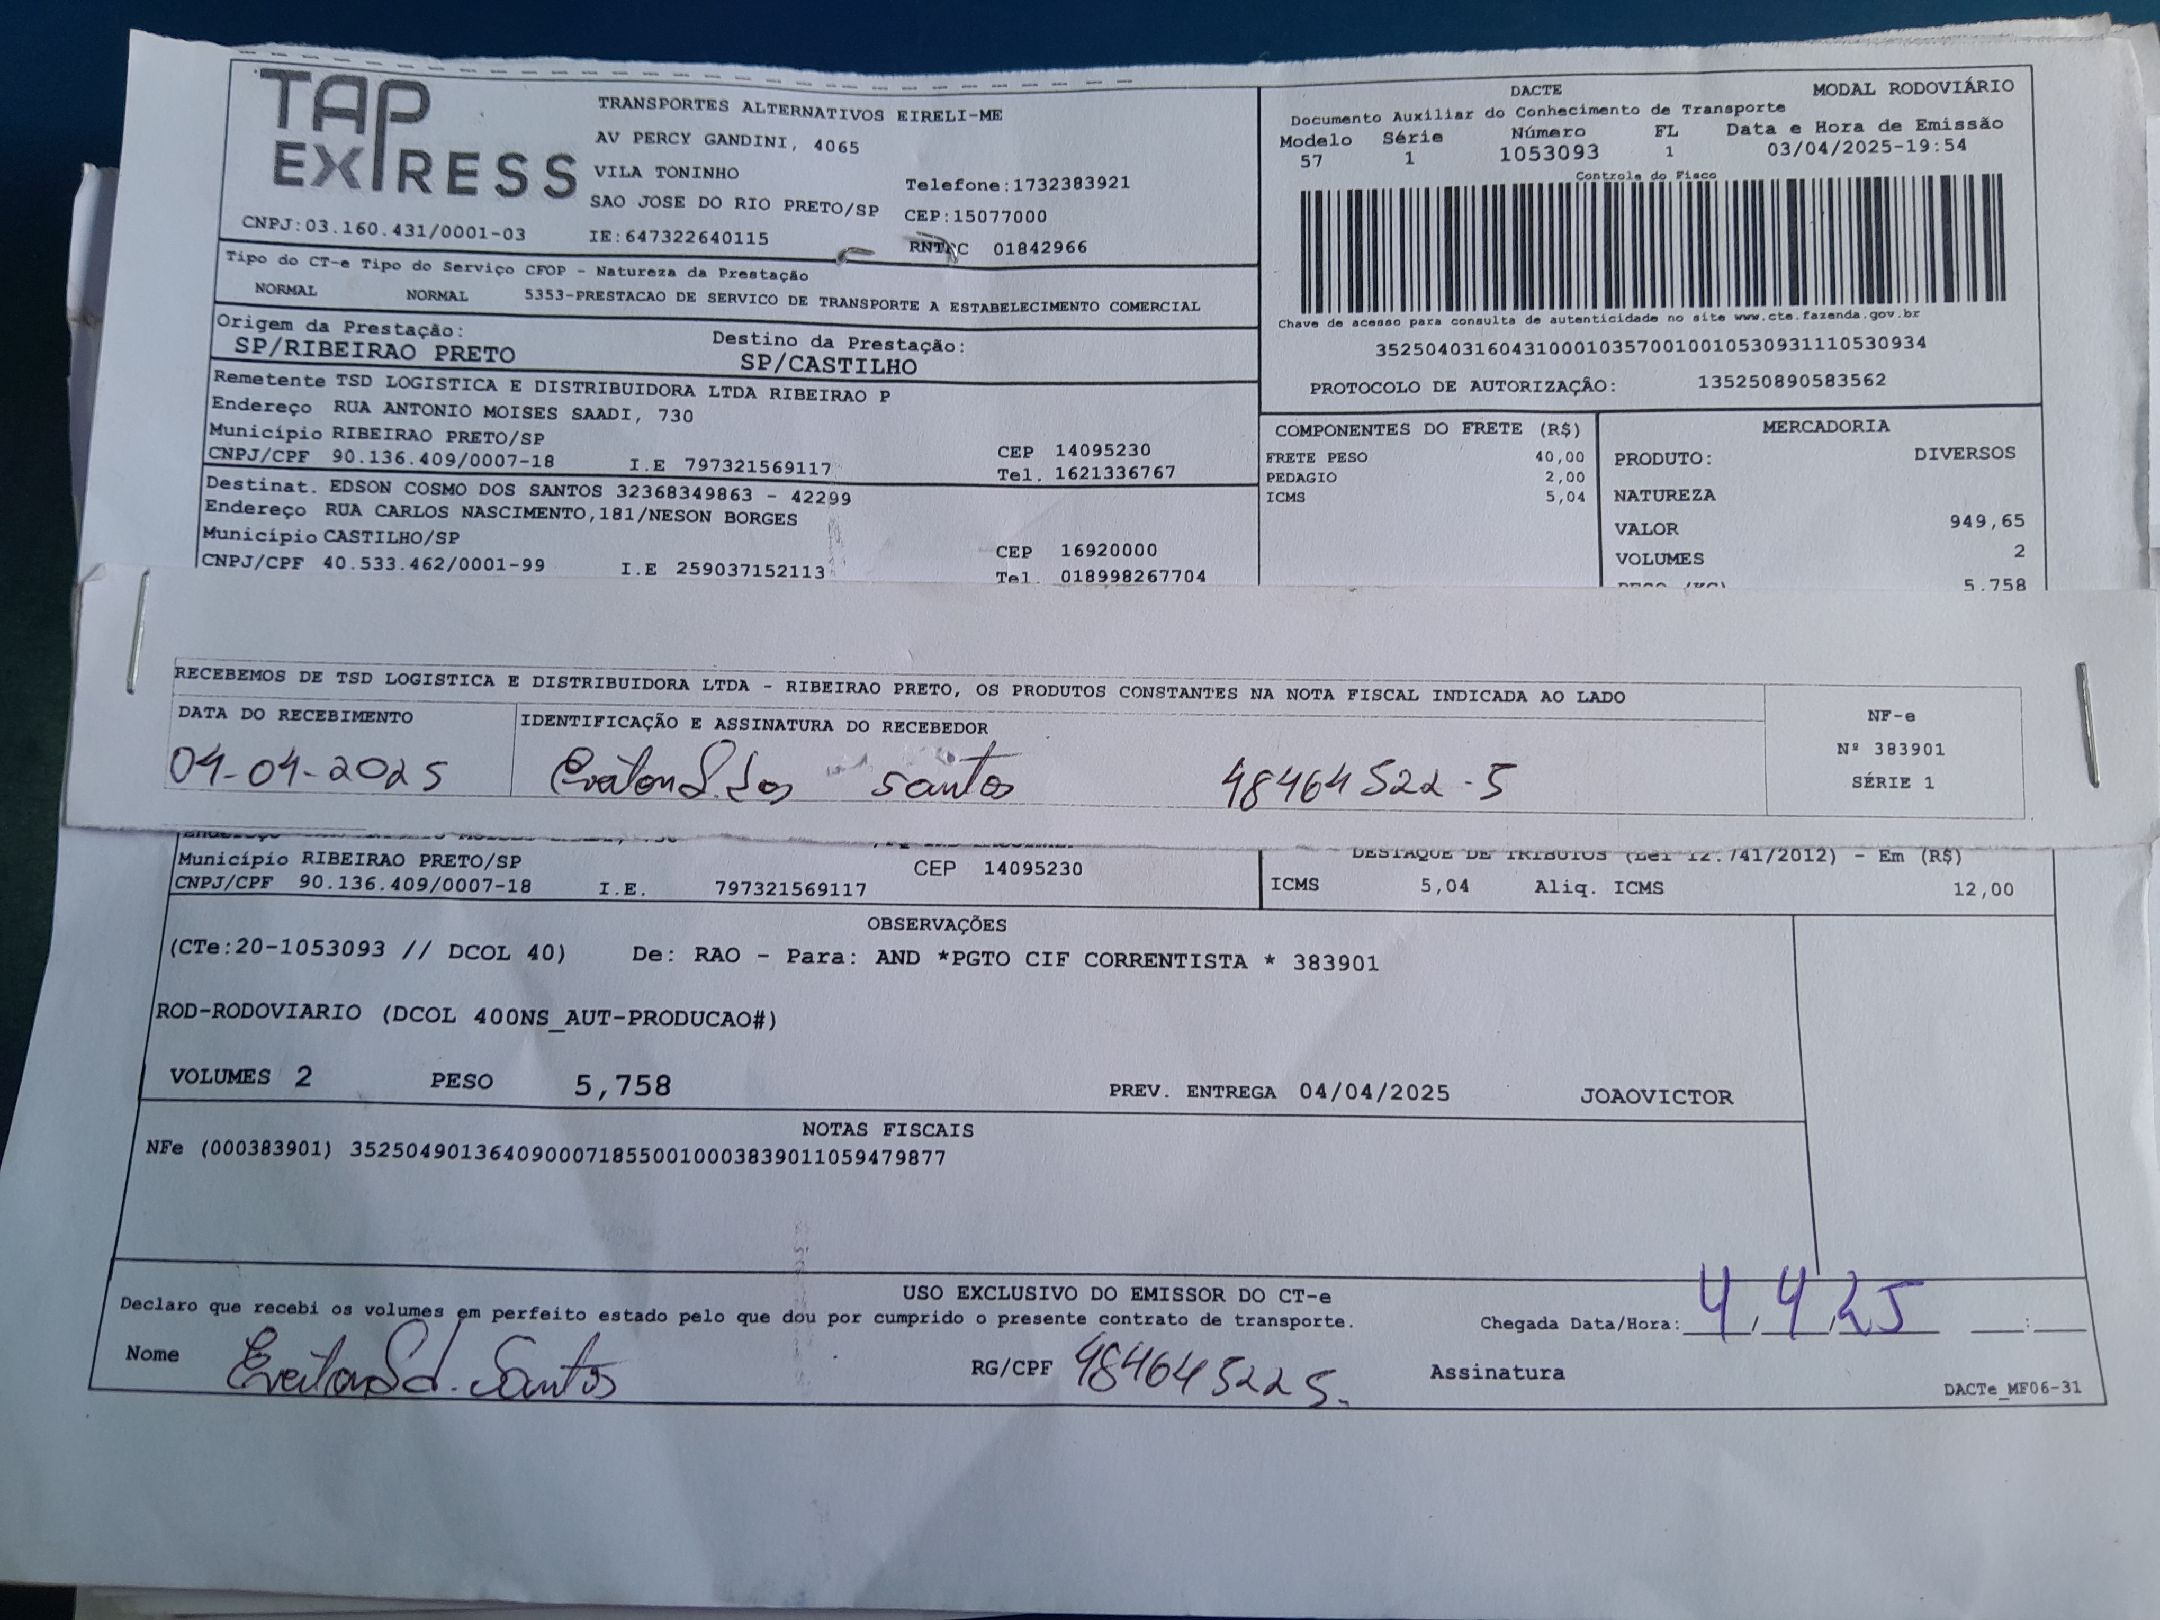 TAP EXPRESS
TRANSPORTES ALTERNATIVOS EIRELI-ME
AV PERCY GANDINI, 4065
VILA TONINHO
Telefone:1732383921
SAO JOSE DO RIO PRETO/SP CEP:15077000
CNPJ:03.160.431/0001-03 IE:647322640115 RNTRC 01842966
DACTE MODAL RODOVIÁRIO
Documento Auxiliar do Conhecimento de Transporte
Modelo Série Número FL Data e Hora de Emissão
57 1 1053093 1 03/04/2025-19:54
Controle do Fisco
Chave de acesso para consulta de autenticidade no site www.cte.fazenda.gov.br
35250403160431000103570010010530931110530934
PROTOCOLO DE AUTORIZAÇÃO: 135250890583562
Tipo do CT-e Tipo do Serviço CFOP - Natureza da Prestação
NORMAL NORMAL 5353-PRESTACAO DE SERVICO DE TRANSPORTE A ESTABELECIMENTO COMERCIAL
Origem da Prestação: Destino da Prestação:
SP/RIBEIRAO PRETO SP/CASTILHO
Remetente TSD LOGISTICA E DISTRIBUIDORA LTDA RIBEIRAO P
Endereço RUA ANTONIO MOISES SAADI, 730
Município RIBEIRAO PRETO/SP CEP 14095230
CNPJ/CPF 90.136.409/0007-18 I.E 797321569117 Tel. 1621336767
Destinat. EDSON COSMO DOS SANTOS 32368349863 - 42299
Endereço RUA CARLOS NASCIMENTO,181/NESON BORGES
Município CASTILHO/SP CEP 16920000
CNPJ/CPF 40.533.462/0001-99 I.E 259037152113 Tel. 018998267704
COMPONENTES DO FRETE (R$)
FRETE PESO 40,00
PEDAGIO 2,00
ICMS 5,04
MERCADORIA
PRODUTO: DIVERSOS
NATUREZA
VALOR 949,65
VOLUMES 2
5.758
RECEBEMOS DE TSD LOGISTICA E DISTRIBUIDORA LTDA - RIBEIRAO PRETO, OS PRODUTOS CONSTANTES NA NOTA FISCAL INDICADA AO LADO
DATA DO RECEBIMENTO IDENTIFICAÇÃO E ASSINATURA DO RECEBEDOR
04-04-2025 Everton S. dos santos 48464522-5
NF-e
Nº 383901
SÉRIE 1
Município RIBEIRAO PRETO/SP CEP 14095230
CNPJ/CPF 90.136.409/0007-18 I.E. 797321569117
DESTAQUE DE TRIBUTOS (Lei 12.741/2012) - Em (R$)
ICMS 5,04 Aliq. ICMS 12,00
OBSERVAÇÕES
(CTe:20-1053093 // DCOL 40) De: RAO - Para: AND *PGTO CIF CORRENTISTA * 383901
ROD-RODOVIARIO (DCOL 400NS_AUT-PRODUCAO#)
VOLUMES 2 PESO 5,758 PREV. ENTREGA 04/04/2025 JOAOVICTOR
NOTAS FISCAIS
NFe (000383901) 35250490136409000718550010003839011059479877
USO EXCLUSIVO DO EMISSOR DO CT-e
Declaro que recebi os volumes em perfeito estado pelo que dou por cumprido o presente contrato de transporte. Chegada Data/Hora: 4/4/25 :
Nome Everton S d. Santos RG/CPF 484645225. Assinatura
DACTe_MF06-31